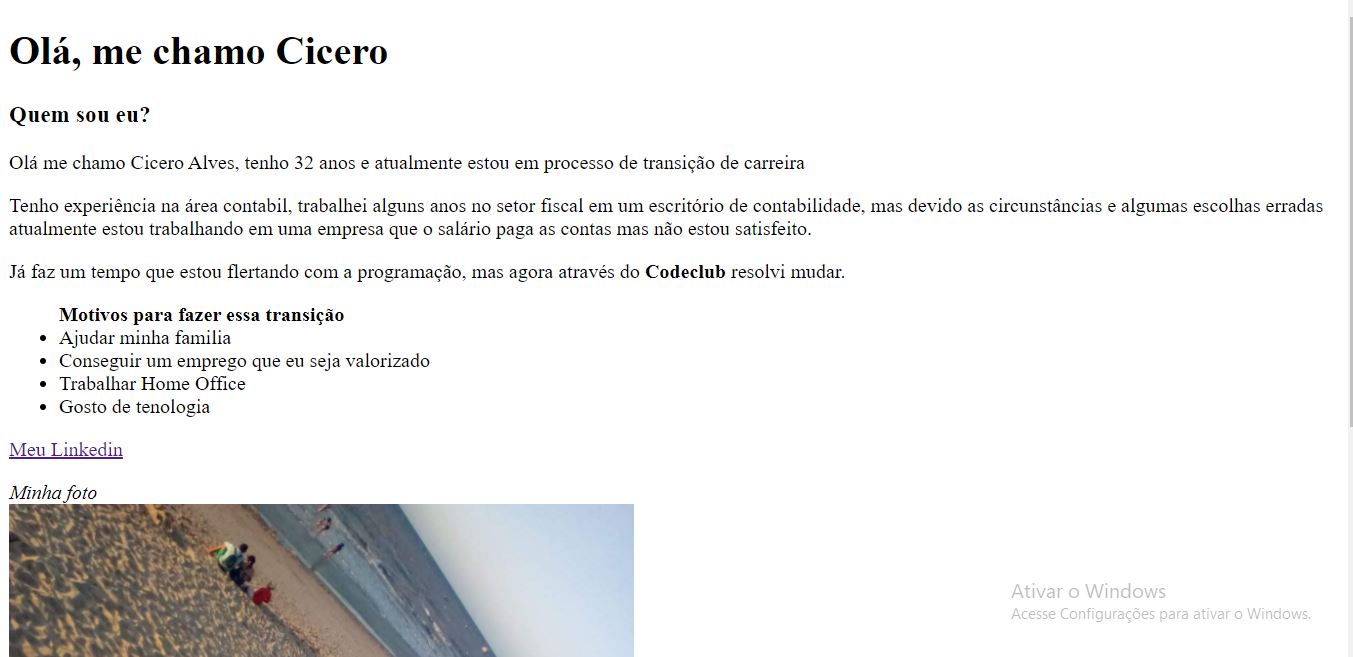 Olá, me chamo Cicero
Quem sou eu?
Olá me chamo Cicero Alves, tenho 32 anos e atualmente estou em processo de transição de carreira
Tenho experiência na área contabil, trabalhei alguns anos no setor fiscal em um escritório de contabilidade, mas devido as circunstâncias e algumas escolhas erradas
atualmente estou trabalhando em uma empresa que o salário paga as contas mas não estou satisfeito.
Já faz um tempo que estou flertando com a programação, mas agora através do Codeclub resolvi mudar.
Motivos para fazer essa transição
• Ajudar minha familia
• Conseguir um emprego que eu seja valorizado
• Trabalhar Home Office
• Gosto de tenologia
Meu Linkedin
Minha foto
Ativar o Windows
Acesse Configurações para ativar o Windows.